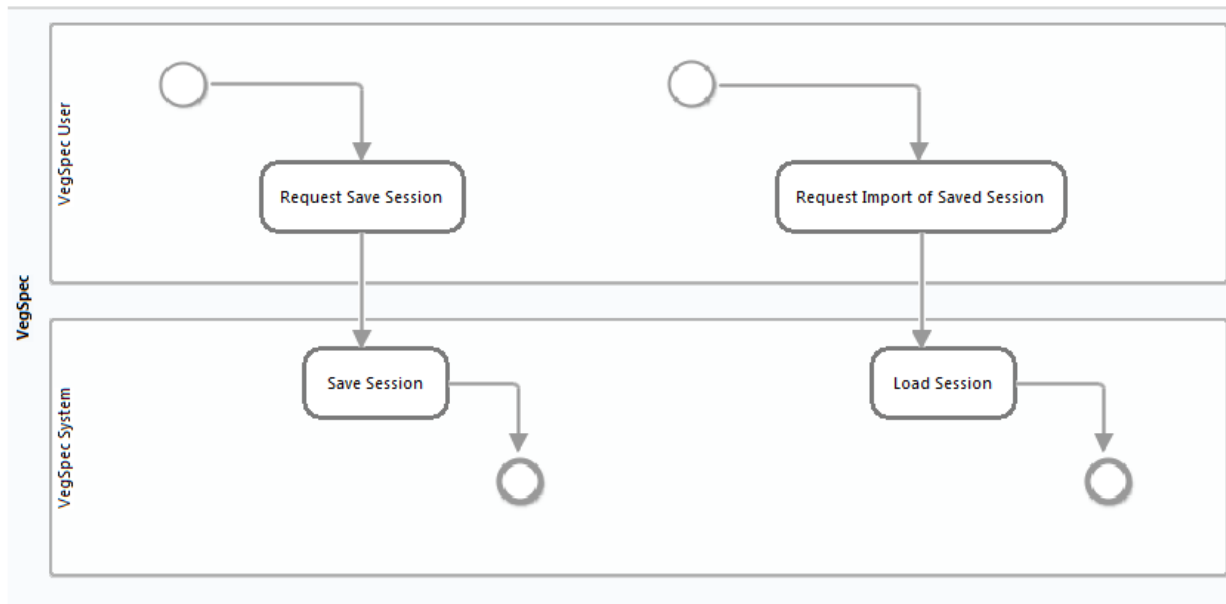 VegSpec
VegSpec User
Request Save Session
Request Import of Saved Session
VegSpec System
Save Session
Load Session